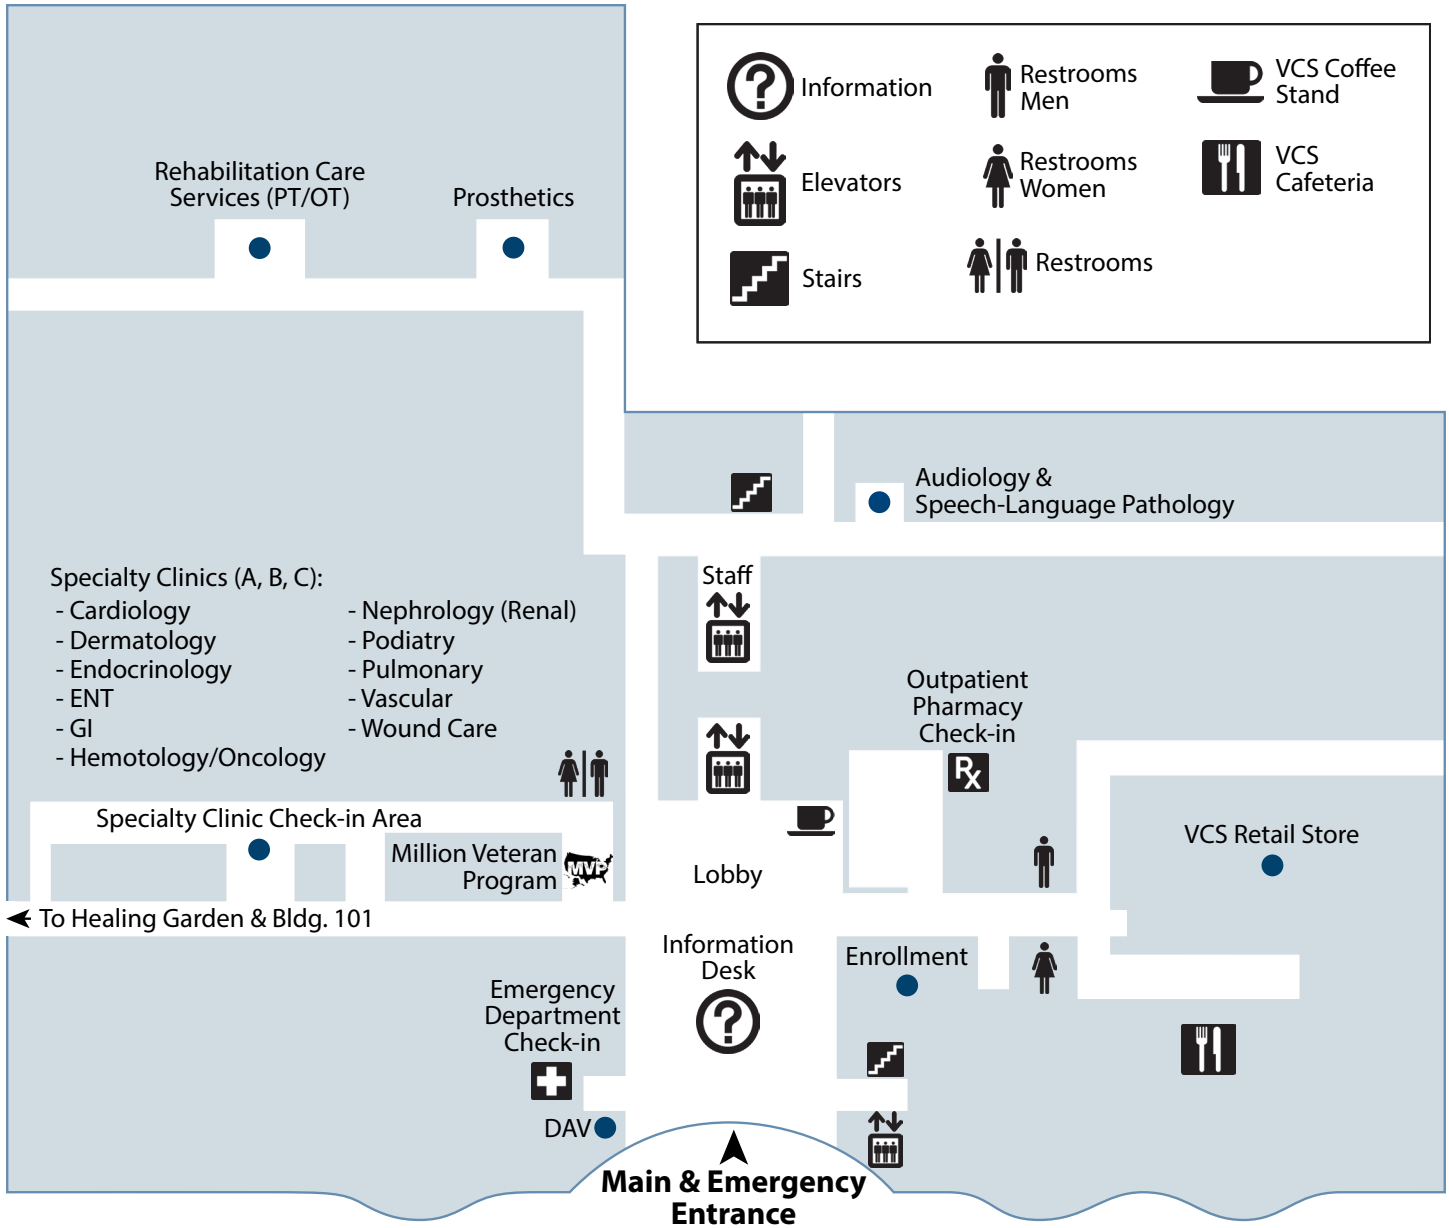 Information
Restrooms
Men
VCS Coffee
Stand
Elevators
Restrooms
Women
VCS
Cafeteria
Stairs
Restrooms
Rehabilitation Care
Services (PT/OT)
Prosthetics
Audiology &
Speech-Language Pathology
Staff
Specialty Clinics (A, B, C):
- Cardiology
- Dermatology
- Endocrinology
- ENT
- GI
- Hemotology/Oncology
- Nephrology (Renal)
- Podiatry
- Pulmonary
- Vascular
- Wound Care
Outpatient
Pharmacy
Check-in
Rx
Specialty Clinic Check-in Area
Million Veteran
Program
MVP
Lobby
VCS Retail Store
To Healing Garden & Bldg. 101
Information
Desk
Enrollment
Emergency
Department
Check-in
DAV
Main & Emergency
Entrance